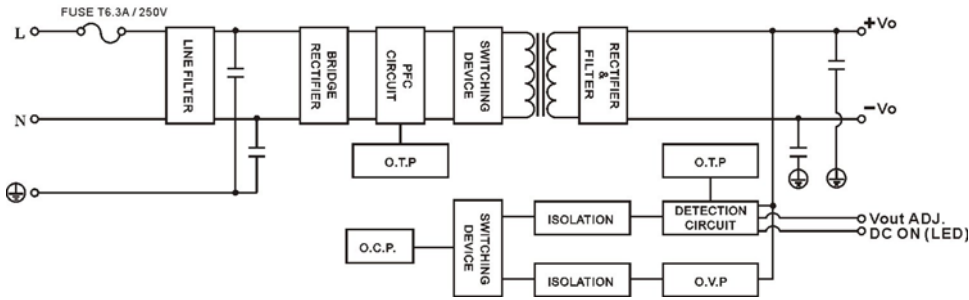 FUSE T6.3A / 250V
L
N
LINE FILTER
BRIDGE
RECTIFIER
PFC
CIRCUIT
O.T.P
SWITCHING
DEVICE
RECTIFIER
&
FILTER
+Vo
−Vo
O.T.P
O.C.P.
SWITCHING
DEVICE
ISOLATION
DETECTION
CIRCUIT
Vout ADJ.
DC ON (LED)
ISOLATION
O.V.P